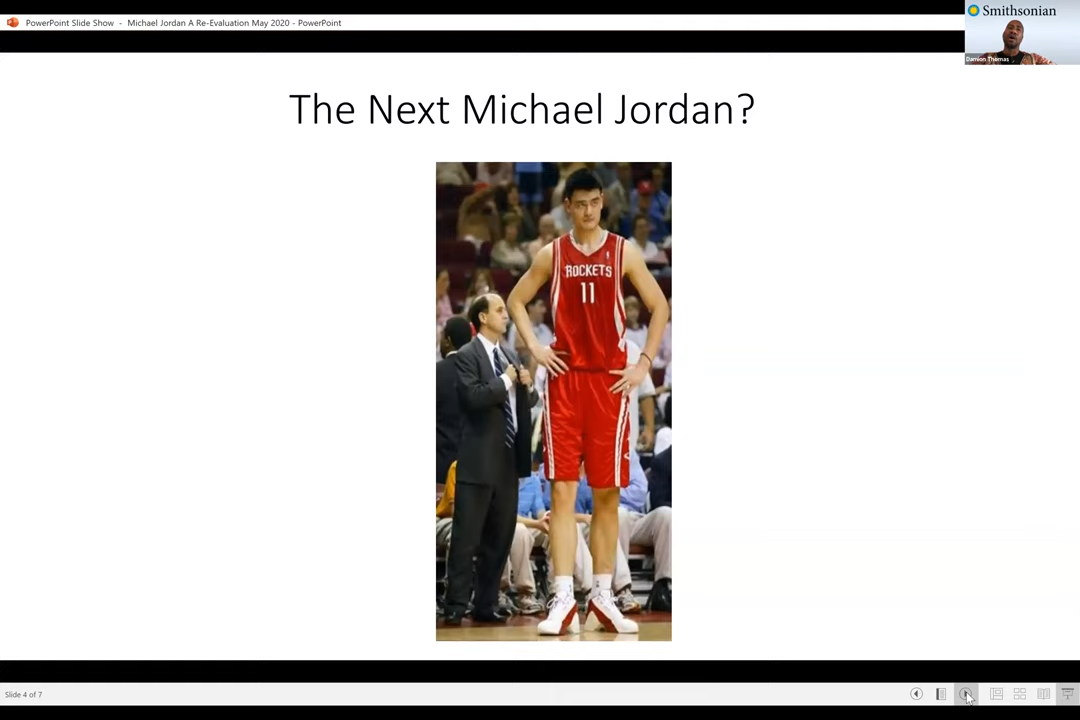 PowerPoint Slide Show - Michael Jordan A Re-Evaluation May 2020 - PowerPoint
Smithsonian
Damion Thomas
The Next Michael Jordan?
ROCKETS
11
Slide 4 of 7